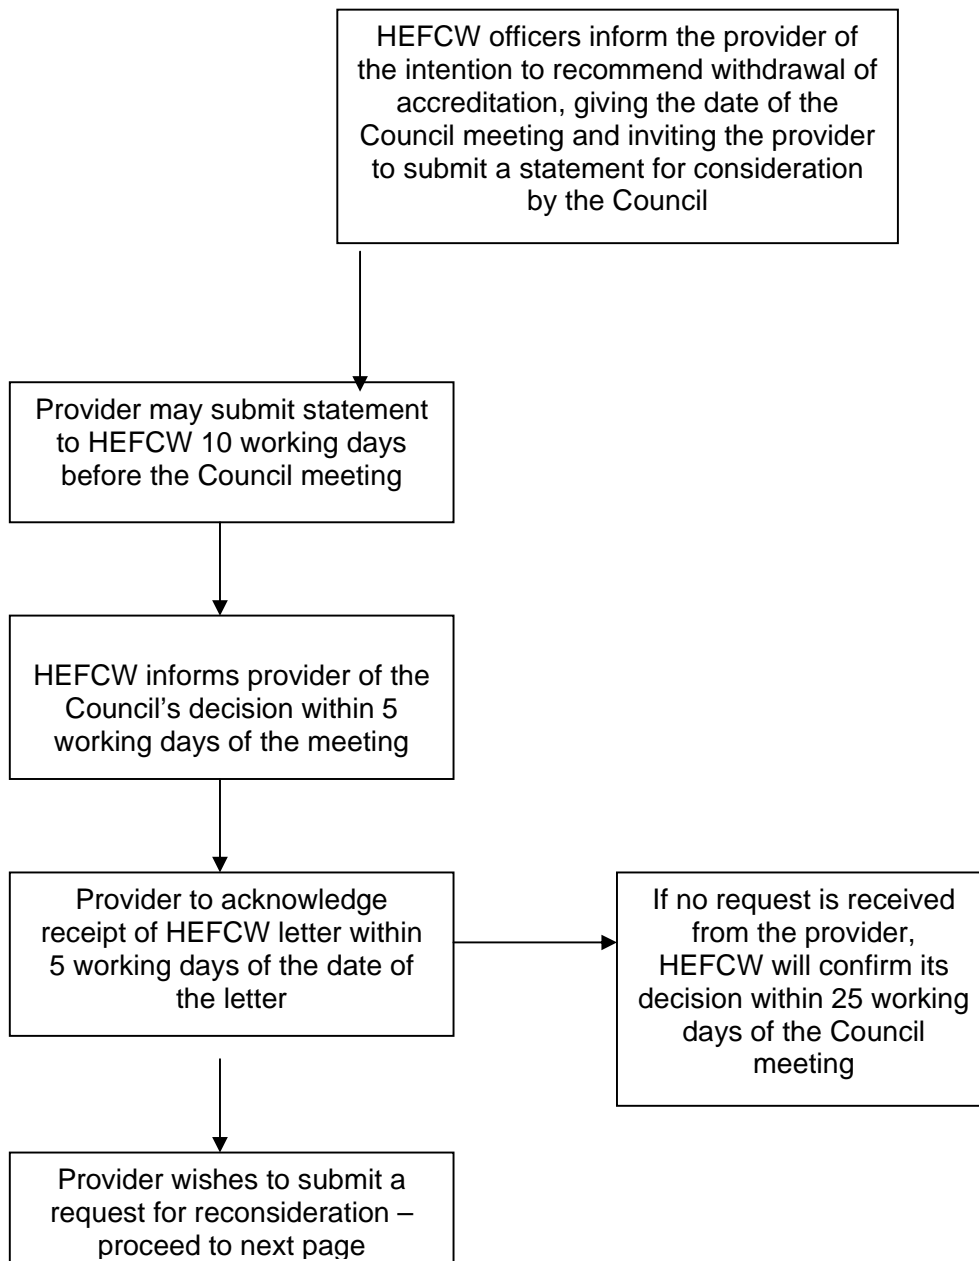 HEFCW officers inform the provider of
the intention to recommend withdrawal of
accreditation, giving the date of the
Council meeting and inviting the provider
to submit a statement for consideration
by the Council
Provider may submit statement
to HEFCW 10 working days
before the Council meeting
HEFCW informs provider of the
Council’s decision within 5
working days of the meeting
Provider to acknowledge
receipt of HEFCW letter within
5 working days of the date of
the letter
If no request is received
from the provider,
HEFCW will confirm its
decision within 25 working
days of the Council
meeting
Provider wishes to submit a
request for reconsideration –
proceed to next page